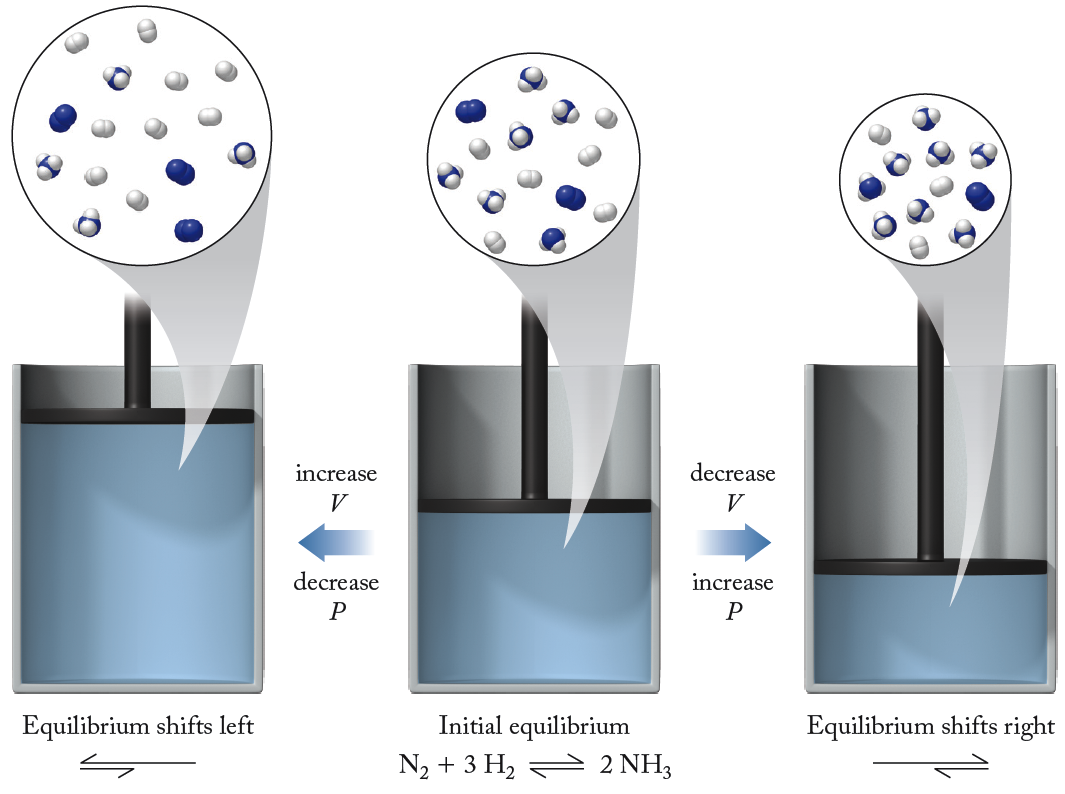 increase
V
decrease
P
decrease
V
increase
P
Equilibrium shifts left
Initial equilibrium
N₂ + 3 H₂ ⇌ 2 NH₃
Equilibrium shifts right